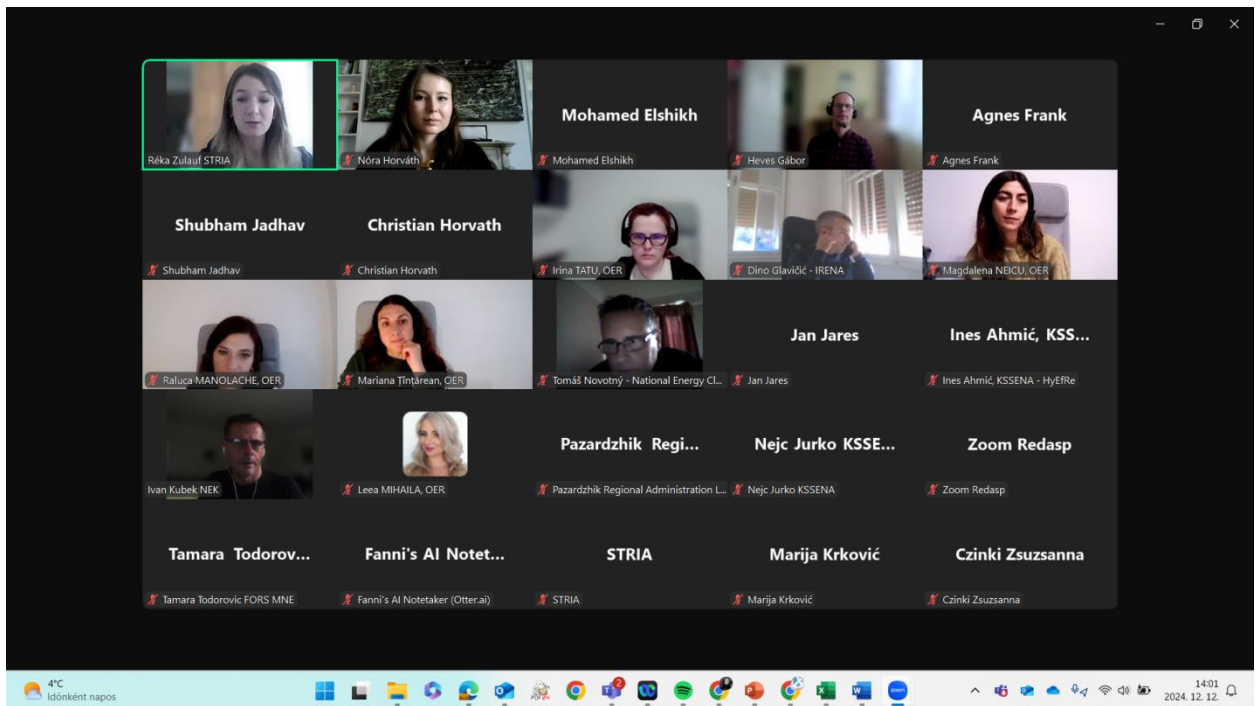 Réka Zulauf STRIA
Nóra Horváth
Mohamed Elshikh
Mohamed Elshikh
Heves Gábor
Agnes Frank
Agnes Frank
Shubham Jadhav
Shubham Jadhav
Christian Horvath
Christian Horvath
Irina TATU, OER
Dino Glavičić - IRENA
Magdalena NEICU, OER
Raluca MANOLACHE, OER
Mariana Țîntărean, OER
Tomáš Novotný - National Energy Cl...
Jan Jares
Jan Jares
Ines Ahmić, KSS...
Ines Ahmić, KSSENA - HyEfRe
Ivan Kubek NEK
Leea MIHAILA, OER
Pazardzhik Regi...
Pazardzhik Regional Administration L...
Nejc Jurko KSSE...
Nejc Jurko KSSENA
Zoom Redasp
Zoom Redasp
Tamara Todorov...
Tamara Todorovic FORS MNE
Fanni's AI Notet...
Fanni's AI Notetaker (Otter.ai)
STRIA
STRIA
Marija Krković
Marija Krković
Czinki Zsuzsanna
Czinki Zsuzsanna
4°C
Időnként napos
2
zoom
14:01
2024. 12. 12.